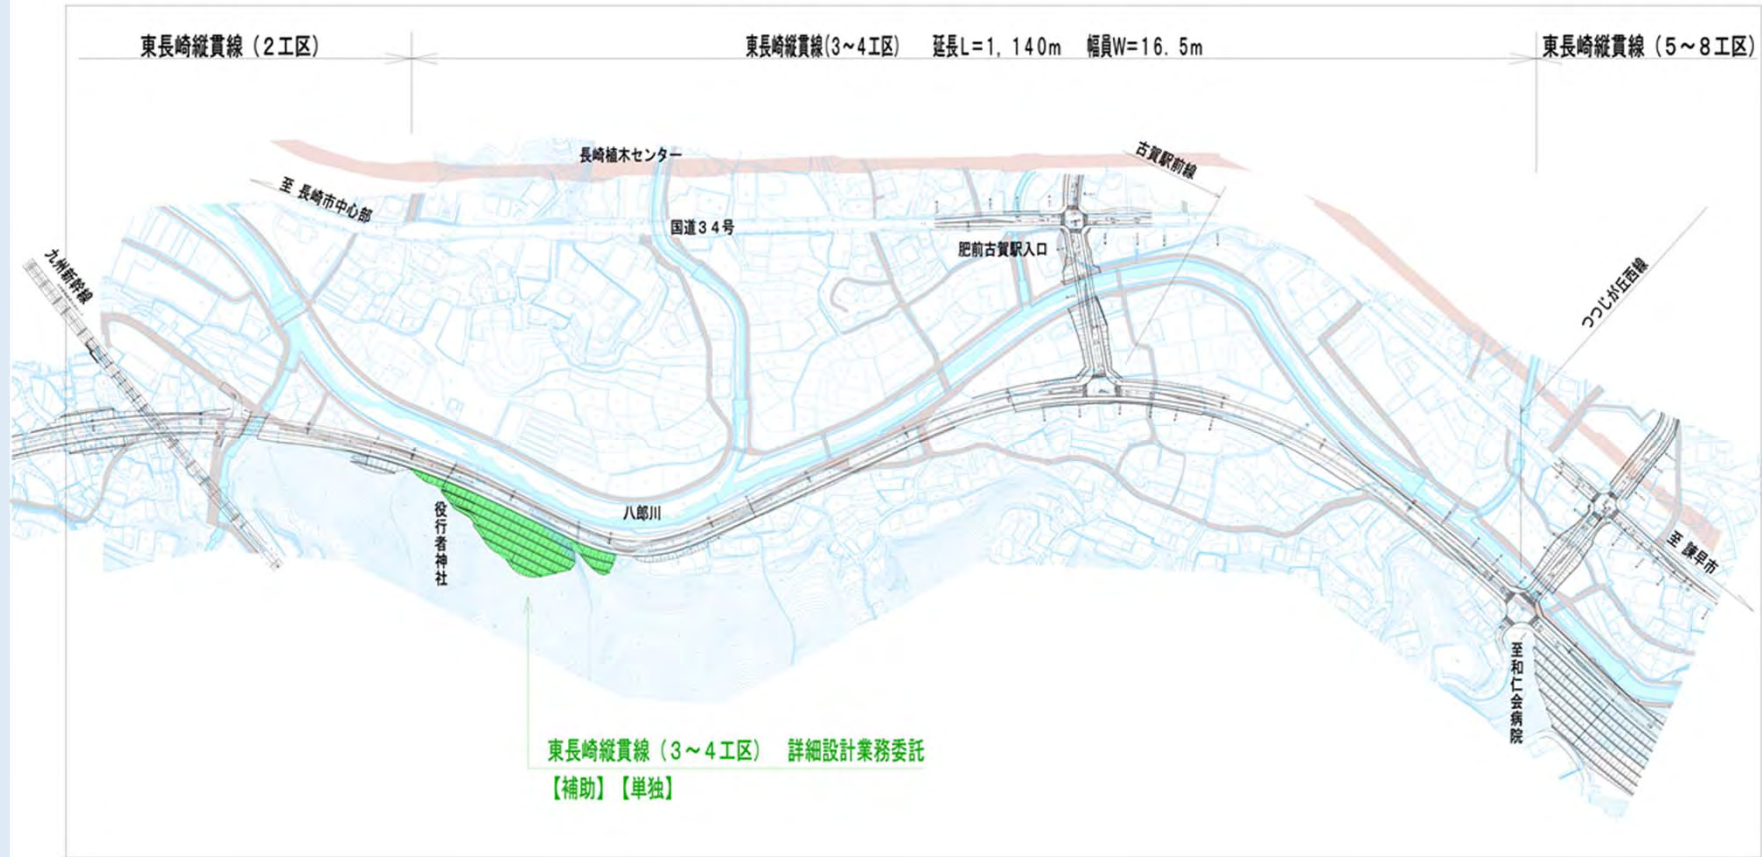 東長崎縦貫線（２工区）
東長崎縦貫線(３～４工区)　延長Ｌ＝１，１４０ｍ　幅員Ｗ＝１６．５ｍ
東長崎縦貫線（５～８工区）
長崎植木センター
古賀駅前線
至 長崎市中心部
国道３４号
肥前古賀駅入口
九州新幹線
つつじが丘西線
役行者神社
八郎川
至 諫早市
至和仁会病院
東長崎縦貫線（３～４工区）　詳細設計業務委託
【補助】【単独】